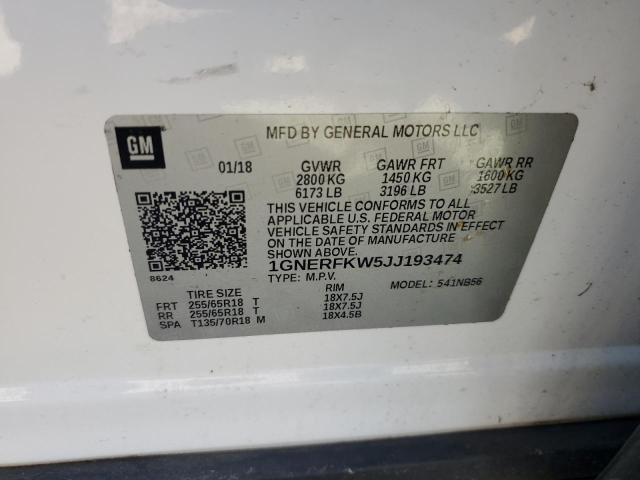 GM
MFD BY GENERAL MOTORS LLC
01/18 GVWR GAWR FRT GAWR RR
2800 KG 1450 KG 1600 KG
6173 LB 3196 LB 3527 LB
THIS VEHICLE CONFORMS TO ALL
APPLICABLE U.S. FEDERAL MOTOR
VEHICLE SAFETY STANDARDS IN EFFECT
ON THE DATE OF MANUFACTURE
SHOWN ABOVE.
1GNERFKW5JJ193474
TYPE: M.P.V. MODEL: 541NB56
8624
TIRE SIZE RIM
FRT 255/65R18 T 18X7.5J
RR 255/65R18 T 18X7.5J
SPA T135/70R18 M 18X4.5B